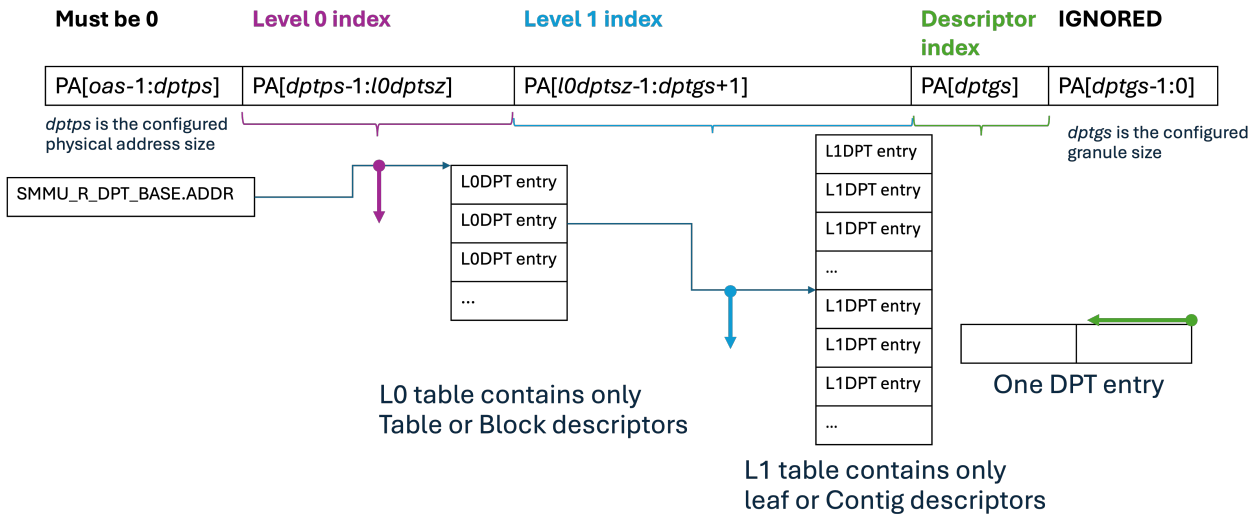 Must be 0
Level 0 index
Level 1 index
Descriptor
index
IGNORED
PA[oas-1:dptps]
PA[dptps-1:l0dptsz]
PA[l0dptsz-1:dptgs+1]
PA[dptgs]
PA[dptgs-1:0]
dptps is the configured
physical address size
dptgs is the configured
granule size
SMMU_R_DPT_BASE.ADDR
L0DPT entry
L0DPT entry
L0DPT entry
...
L1DPT entry
L1DPT entry
L1DPT entry
...
L1DPT entry
L1DPT entry
L1DPT entry
...
One DPT entry
L0 table contains only
Table or Block descriptors
L1 table contains only
leaf or Contig descriptors